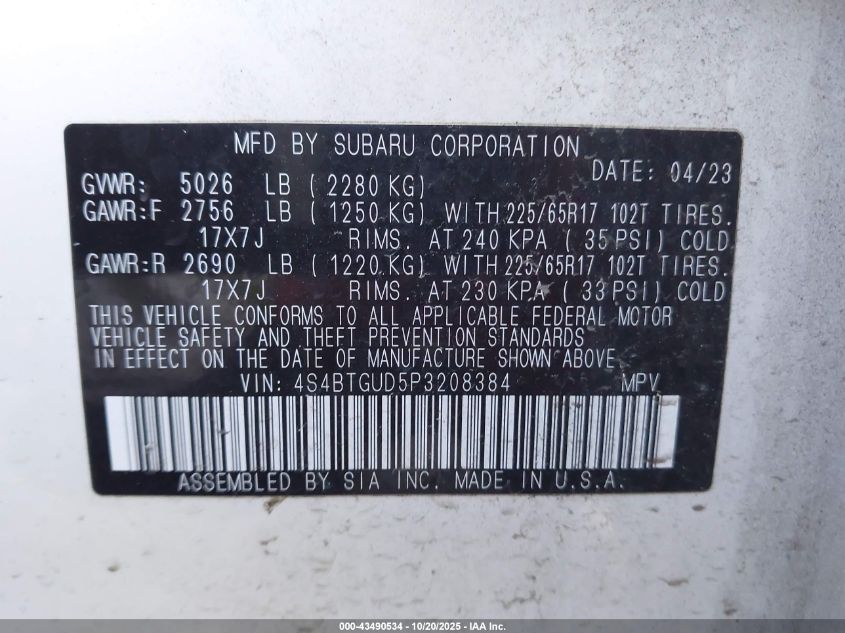 MFD BY SUBARU CORPORATION
DATE: 04/23
GVWR: 5026 LB ( 2280 KG)
GAWR:F 2756 LB ( 1250 KG) WITH 225/65R17 102T TIRES.
17X7J RIMS. AT 240 KPA ( 35 PSI) COLD
GAWR:R 2690 LB ( 1220 KG) WITH 225/65R17 102T TIRES.
17X7J RIMS. AT 230 KPA ( 33 PSI) COLD
THIS VEHICLE CONFORMS TO ALL APPLICABLE FEDERAL MOTOR
VEHICLE SAFETY AND THEFT PREVENTION STANDARDS
IN EFFECT ON THE DATE OF MANUFACTURE SHOWN ABOVE.
VIN: 4S4BTGUD5P3208384 MPV
ASSEMBLED BY SIA INC. MADE IN U.S.A.
000-43490534 - 10/20/2025 - IAA Inc.